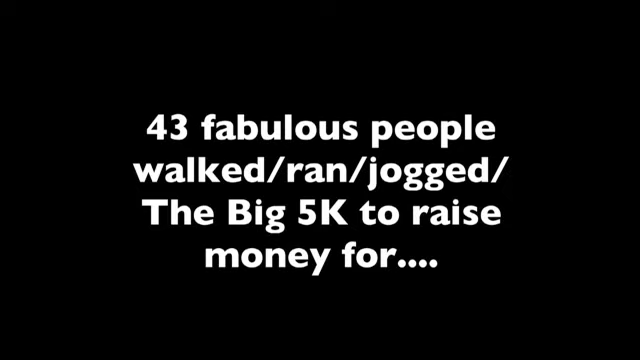 43 fabulous people
walked/ran/jogged/
The Big 5K to raise
money for....